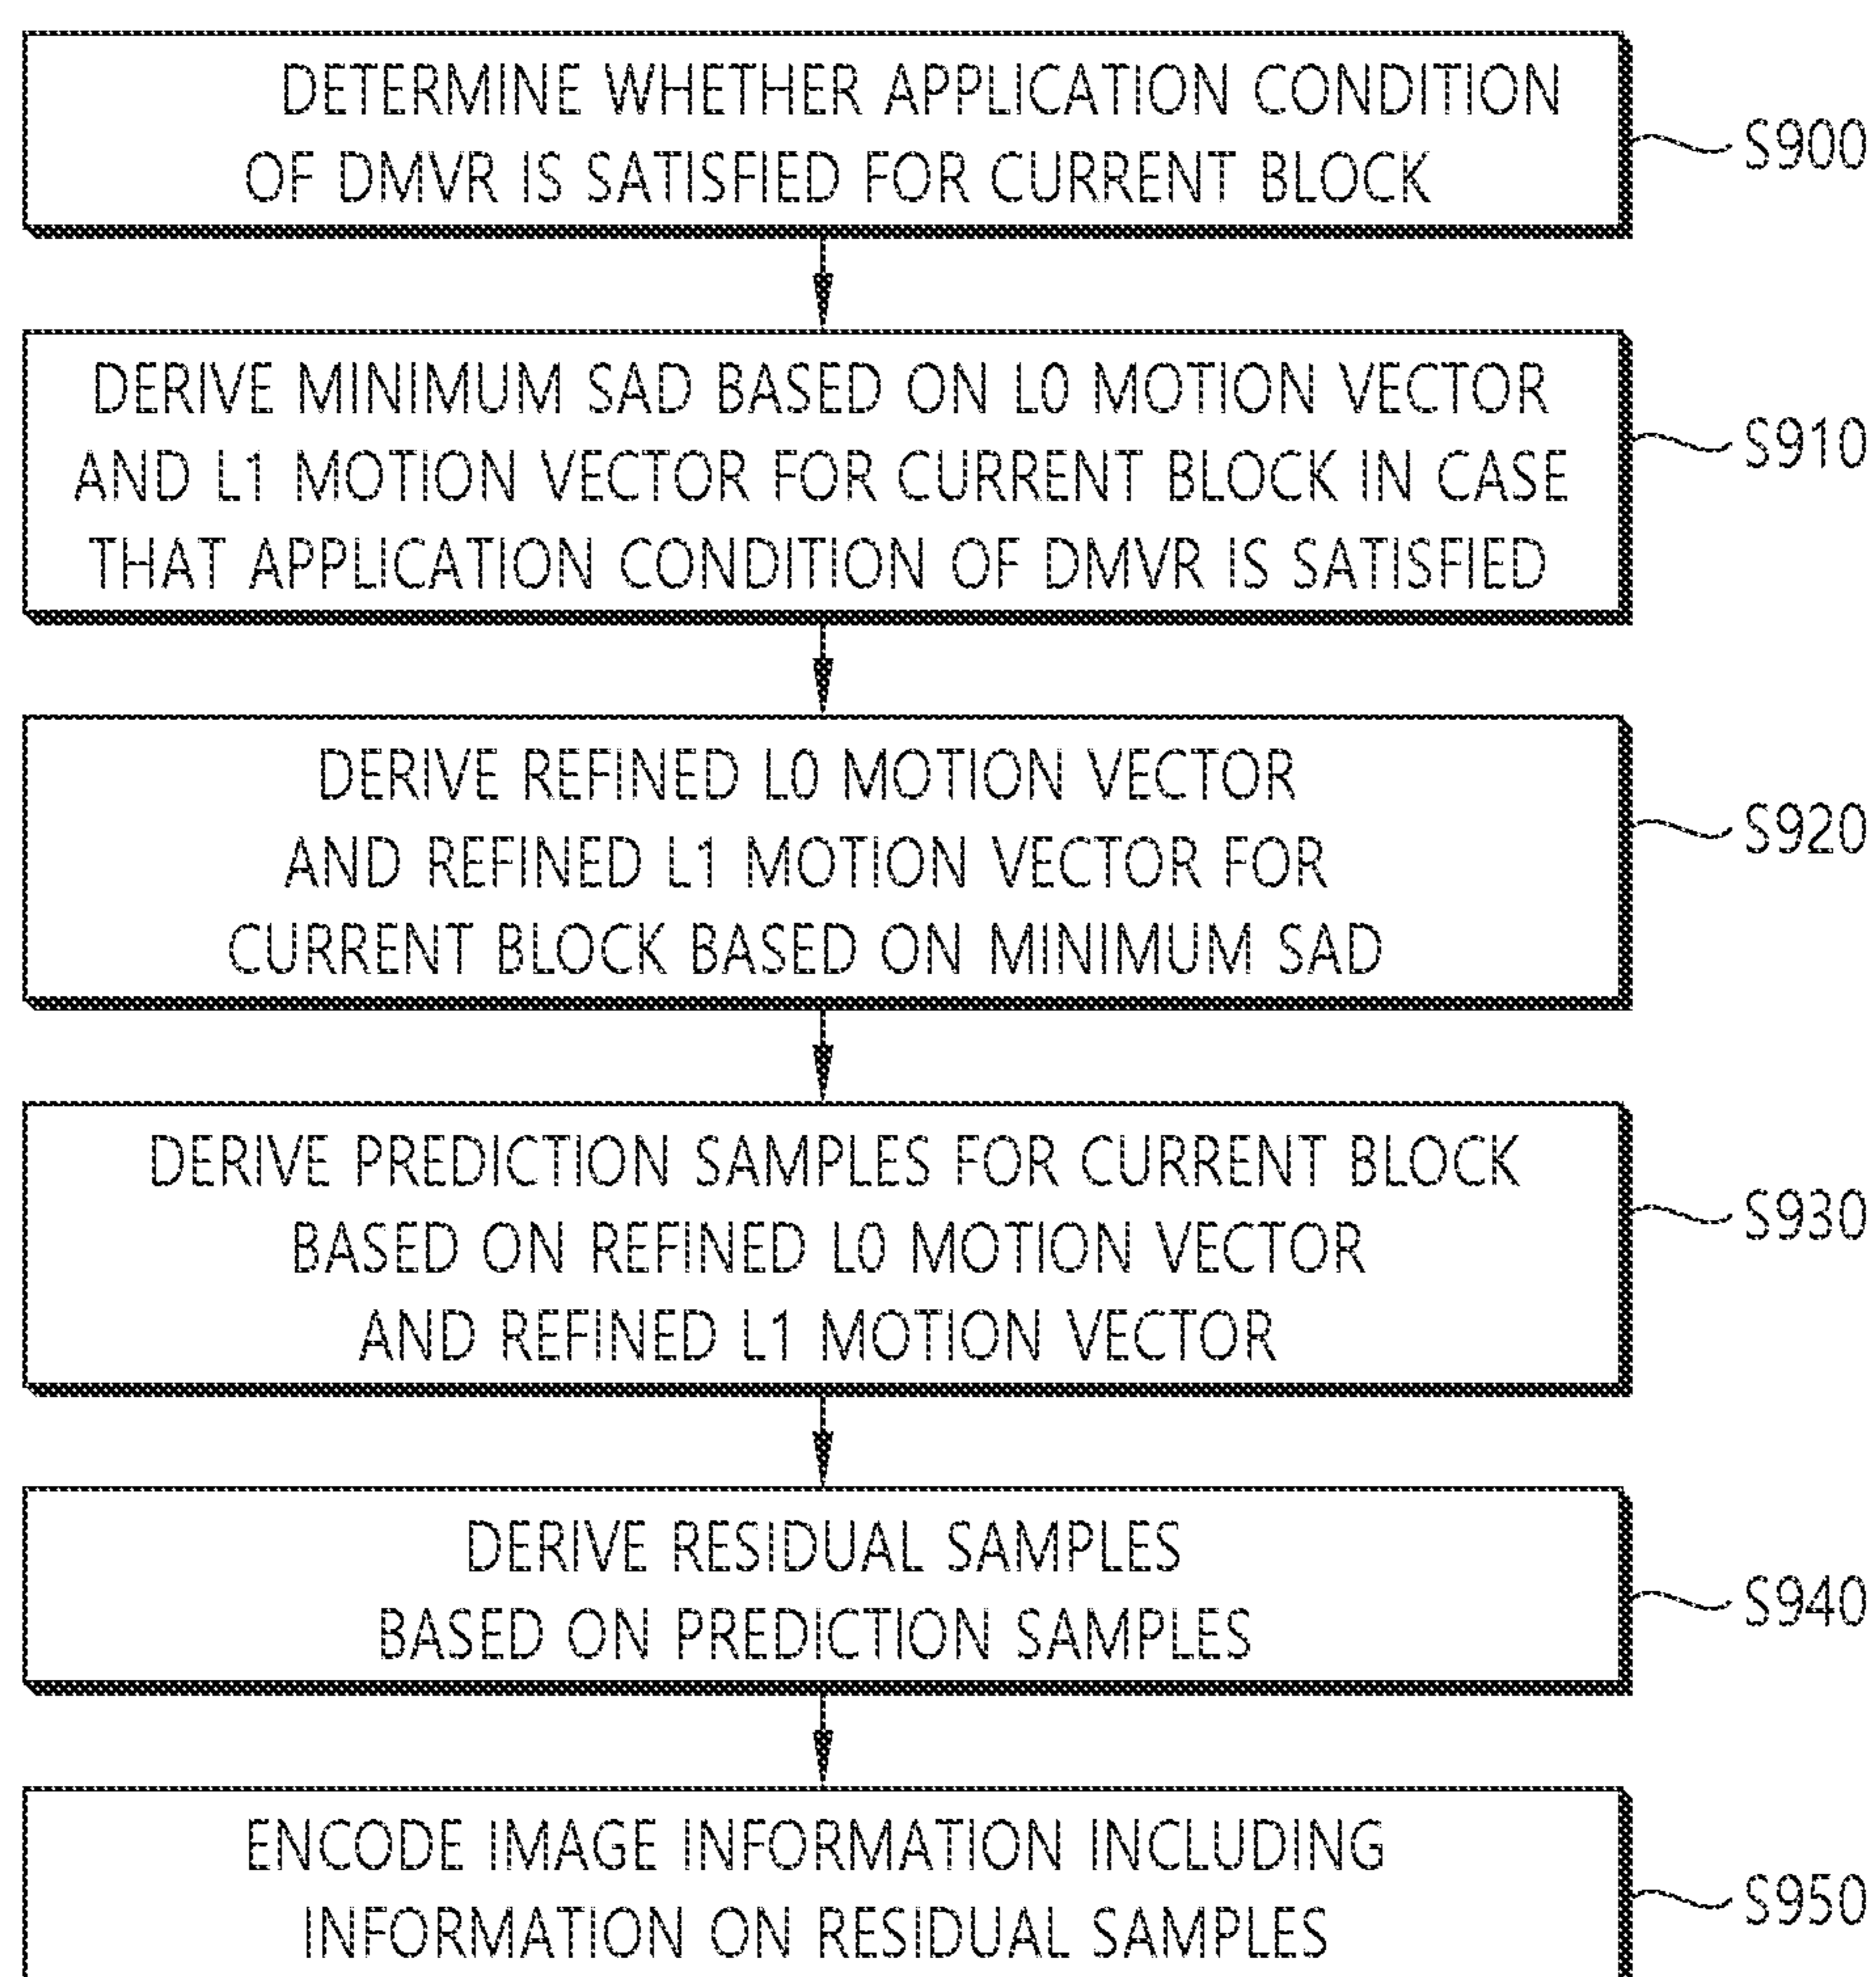 DETERMINE WHETHER APPLICATION CONDITION
OF DMVR IS SATISFIED FOR CURRENT BLOCK
S900
DERIVE MINIMUM SAD BASED ON L0 MOTION VECTOR
AND L1 MOTION VECTOR FOR CURRENT BLOCK IN CASE
THAT APPLICATION CONDITION OF DMVR IS SATISFIED
S910
DERIVE REFINED L0 MOTION VECTOR
AND REFINED L1 MOTION VECTOR FOR
CURRENT BLOCK BASED ON MINIMUM SAD
S920
DERIVE PREDICTION SAMPLES FOR CURRENT BLOCK
BASED ON REFINED L0 MOTION VECTOR
AND REFINED L1 MOTION VECTOR
S930
DERIVE RESIDUAL SAMPLES
BASED ON PREDICTION SAMPLES
S940
ENCODE IMAGE INFORMATION INCLUDING
INFORMATION ON RESIDUAL SAMPLES
S950